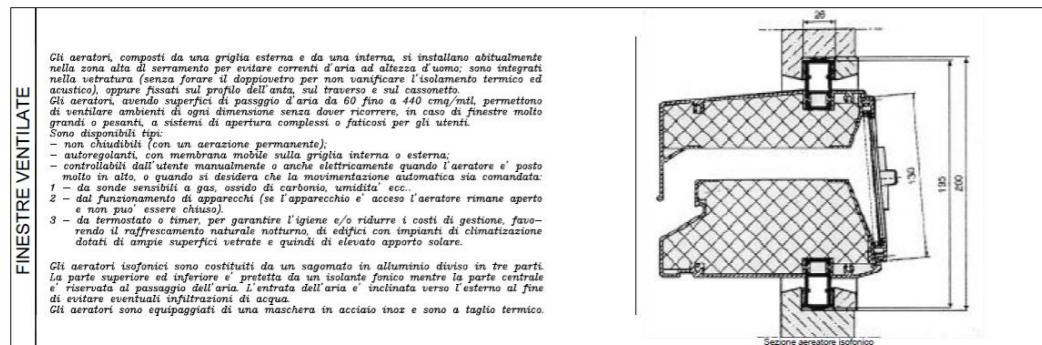 FINESTRE VENTILATE
Gli aeratori, composti da una griglia esterna e da una interna, si installano abitualmente
nella zona alta di serramento per evitare correnti d'aria ad altezza d'uomo; sono integrati
nella vetratura (senza forare il doppiovetro per non vanificare l'isolamento termico ed
acustico), oppure fissati sul profilo dell'anta, sul traverso e sul cassonetto.
Gli aeratori, avendo superfici di passggio d'aria da 60 fino a 440 cmq/mtl, permettono
di ventilare ambienti di ogni dimensione senza dover ricorrere, in caso di finestre molto
grandi o pesanti, a sistemi di apertura complessi o faticosi per gli utenti.
Sono disponibili tipi:
– non chiudibili (con un aerazione permanente);
– autoregolanti, con membrana mobile sulla griglia interna o esterna;
– controllabili dall'utente manualmente o anche elettricamente quando l'aeratore e' posto
molto in alto, o quando si desidera che la movimentazione automatica sia comandata:
1 – da sonde sensibili a gas, ossido di carbonio, umidita' ecc..
2 – dal funzionamento di apparecchi (se l'apparecchio e' acceso l'aeratore rimane aperto
e non puo' essere chiuso).
3 – da termostato o timer, per garantire l'igiene e/o ridurre i costi di gestione, favo–
rendo il raffrescamento naturale notturno, di edifici con impianti di climatizazione
dotati di ampie superfici vetrate e quindi di elevato apporto solare.
Gli aeratori isofonici sono costituiti da un sagomato in alluminio diviso in tre parti.
La parte superiore ed inferiore e' pretetta da un isolante fonico mentre la parte centrale
e' riservata al passaggio dell'aria. L'entrata dell'aria e' inclinata verso l'esterno al fine
di evitare eventuali infiltrazioni di acqua.
Gli aeratori sono equipaggiati di una maschera in acciaio inox e sono a taglio termico.
26
130
195
200
Sezione aereatore isofonico